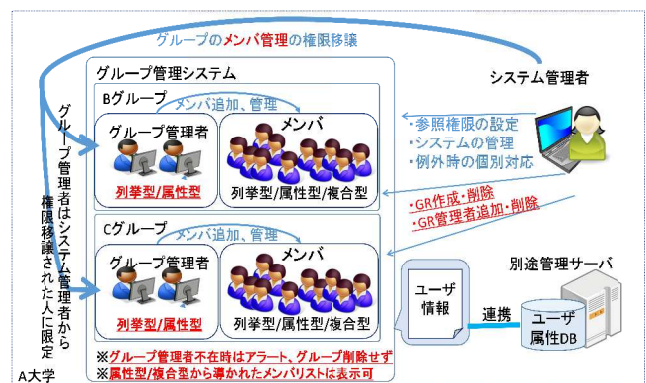 グループのメンバ管理の権限移譲
グループ管理システム
システム管理者
Bグループ
メンバ追加、管理
グループ管理者
メンバ
列挙型/属性型
列挙型/属性型/複合型
・参照権限の設定
・システムの管理
・例外時の個別対応
・GR作成・削除
・GR管理者追加・削除
Cグループ
メンバ追加、管理
グループ管理者
メンバ
列挙型/属性型
列挙型/属性型/複合型
グループ管理者はシステム管理者から
権限移譲された人に限定
ユーザ
情報
連携
別途管理サーバ
ユーザ
属性DB
※グループ管理者不在時はアラート、グループ削除せず
※属性型/複合型から導かれたメンバリストは表示可
A大学